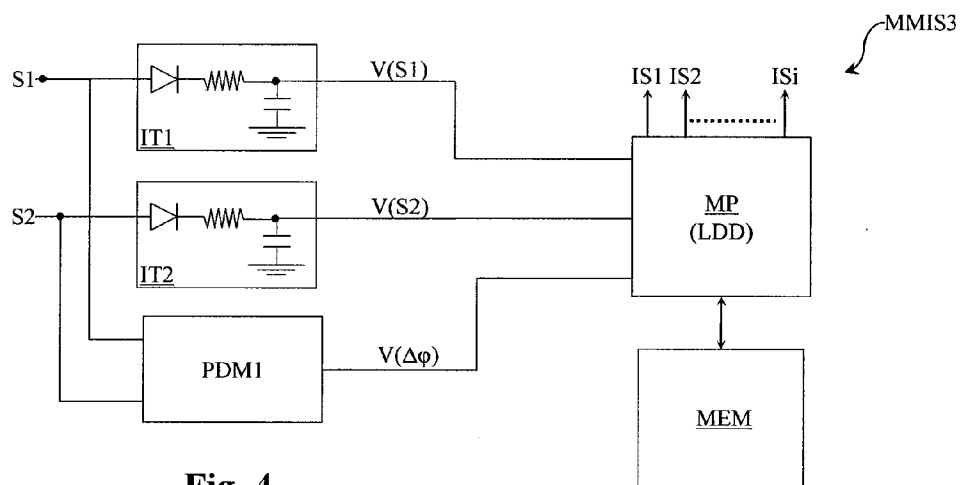 MMIS3
S1
V(S1)
IS1 IS2 ISi
IT1
S2
V(S2)
MP
(LDD)
IT2
PDM1
V(Δφ)
MEM
Fig. 4